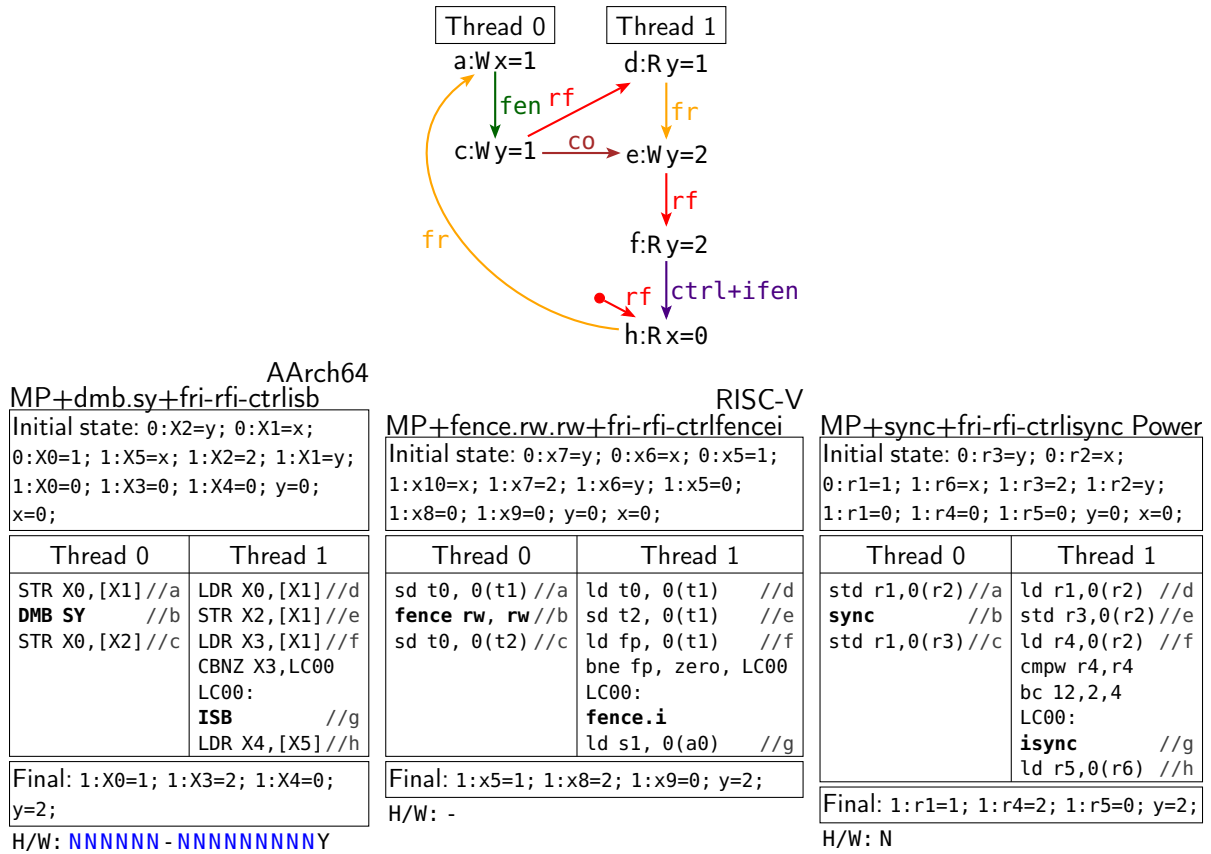 Thread 0 Thread 1
a:W x=1 d:R y=1
fen rf fr
c:W y=1 co e:W y=2
rf
fr f:R y=2
rf ctrl+ifen
h:R x=0
AArch64
MP+dmb.sy+fri-rfi-ctrlisb
Initial state: 0:X2=y; 0:X1=x;
0:X0=1; 1:X5=x; 1:X2=2; 1:X1=y;
1:X0=0; 1:X3=0; 1:X4=0; y=0;
x=0;
Thread 0 Thread 1
STR X0,[X1]//a LDR X0,[X1]//d
DMB SY //b STR X2,[X1]//e
STR X0,[X2]//c LDR X3,[X1]//f
CBNZ X3,LC00
LC00:
ISB //g
LDR X4,[X5]//h
Final: 1:X0=1; 1:X3=2; 1:X4=0;
y=2;
H/W: NNNNNN-NNNNNNNNNY
RISC-V
MP+fence.rw.rw+fri-rfi-ctrlfencei
Initial state: 0:x7=y; 0:x6=x; 0:x5=1;
1:x10=x; 1:x7=2; 1:x6=y; 1:x5=0;
1:x8=0; 1:x9=0; y=0; x=0;
Thread 0 Thread 1
sd t0, 0(t1)//a ld t0, 0(t1) //d
fence rw, rw//b sd t2, 0(t1) //e
sd t0, 0(t2)//c ld fp, 0(t1) //f
bne fp, zero, LC00
LC00:
fence.i
ld s1, 0(a0) //g
Final: 1:x5=1; 1:x8=2; 1:x9=0; y=2;
H/W: -
MP+sync+fri-rfi-ctrlisync Power
Initial state: 0:r3=y; 0:r2=x;
0:r1=1; 1:r6=x; 1:r3=2; 1:r2=y;
1:r1=0; 1:r4=0; 1:r5=0; y=0; x=0;
Thread 0 Thread 1
std r1,0(r2)//a ld r1,0(r2) //d
sync //b std r3,0(r2)//e
std r1,0(r3)//c ld r4,0(r2) //f
cmpw r4,r4
bc 12,2,4
LC00:
isync //g
ld r5,0(r6) //h
Final: 1:r1=1; 1:r4=2; 1:r5=0; y=2;
H/W: N